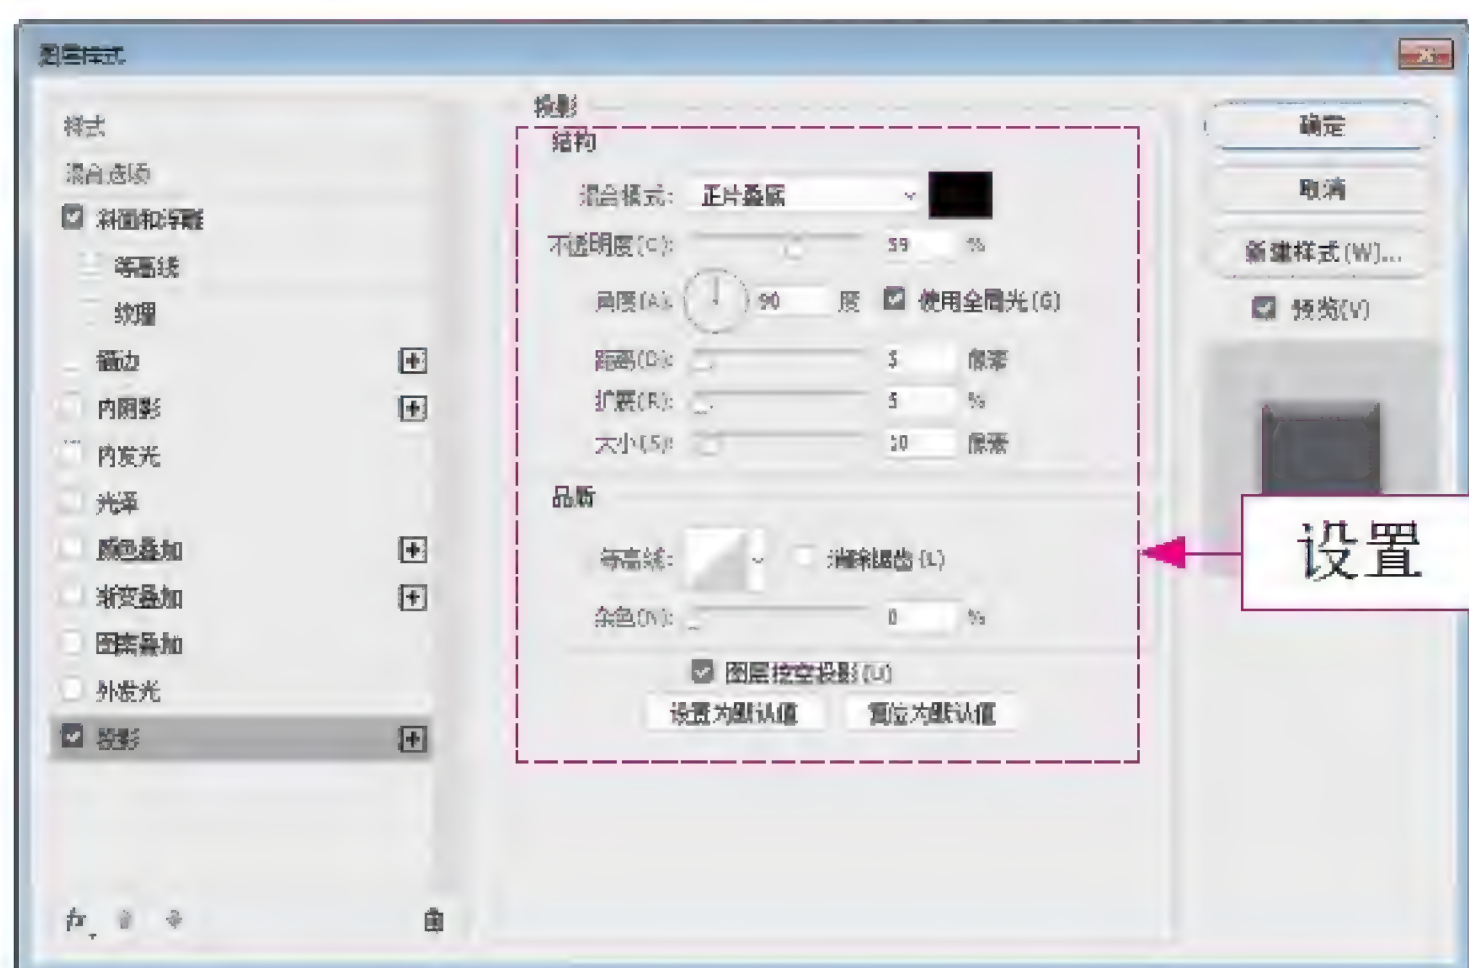 图层样式
样式
混合选项
斜面和浮雕
等高线
纹理
描边
内阴影
内发光
光泽
颜色叠加
渐变叠加
图案叠加
外发光
投影
fx
投影
结构
混合模式: 正片叠底
不透明度(C): 59 %
角度(A): 90 度 使用全局光(G)
距离(D): 5 像素
扩展(R): 5 %
大小(S): 10 像素
品质
等高线: 消除锯齿(L)
杂色(N): 0 %
图层挖空投影(U)
设置为默认值 复位为默认值
确定
取消
新建样式(W)...
预览(V)
设置